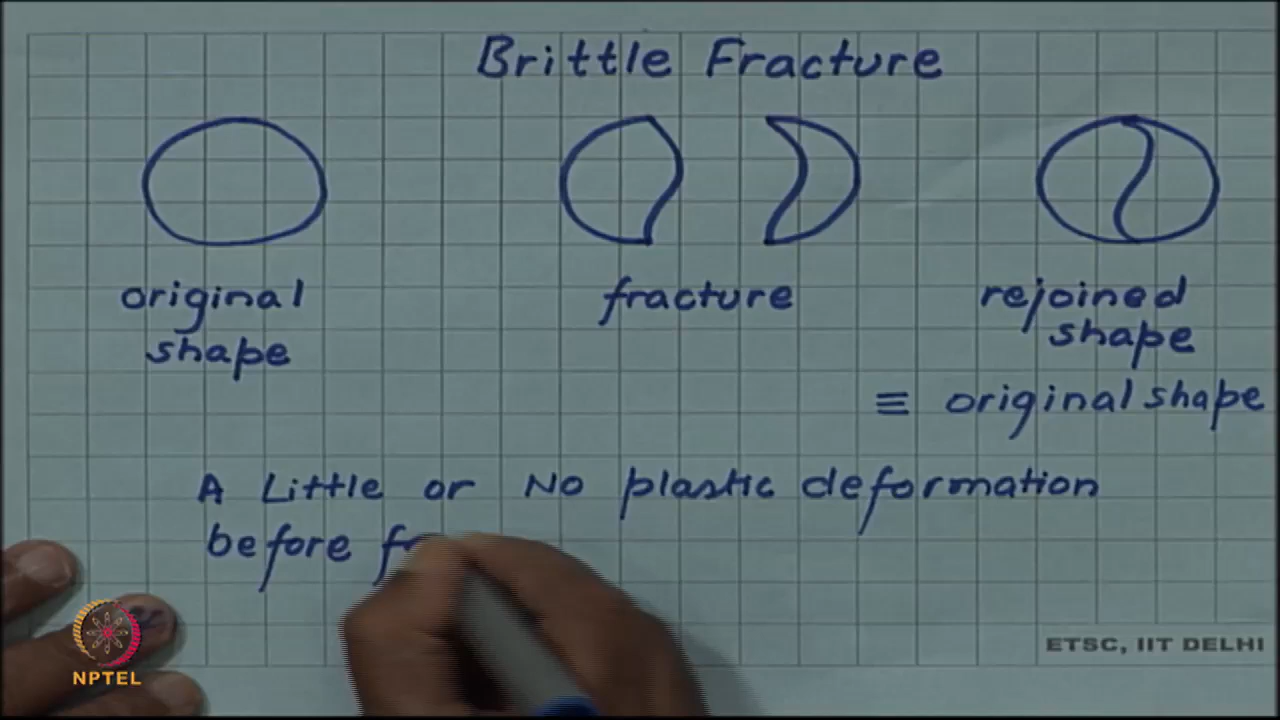 Brittle Fracture
original shape
fracture
rejoined shape
≡ original shape
A Little or No plastic deformation
before
NPTEL
ETSC, IIT DELHI